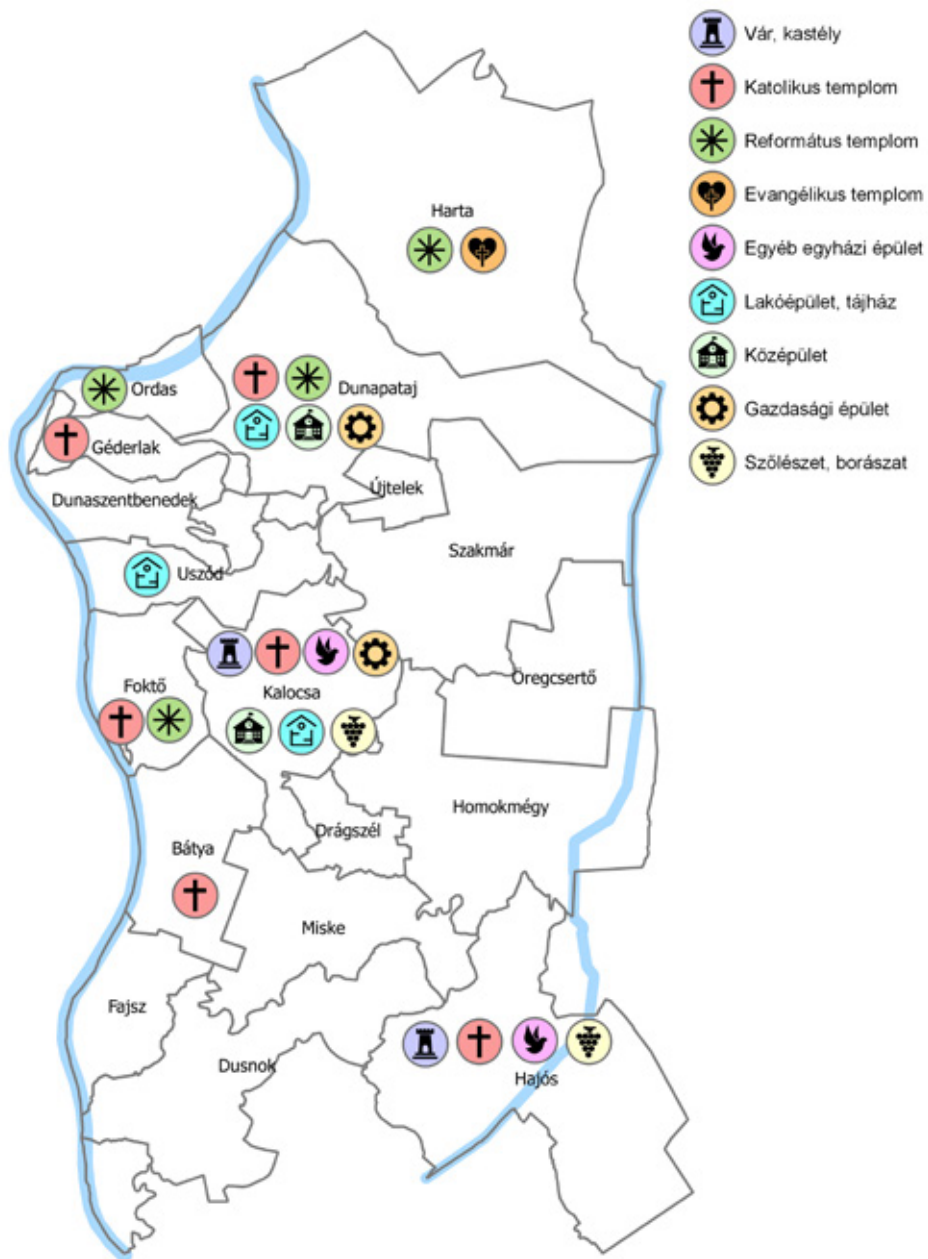 Vár, kastély
Katolikus templom
Református templom
Evangélikus templom
Egyéb egyházi épület
Lakóépület, tájház
Középület
Gazdasági épület
Szőlészet, borászat
Harta
Ordas
Dunapataj
Géderlak
Újtelek
Dunaszentbenedek
Szakmár
Uszód
Öregcsertő
Foktő
Kalocsa
Homokmégy
Drágszél
Bátya
Miske
Fajsz
Dusnok
Hajós